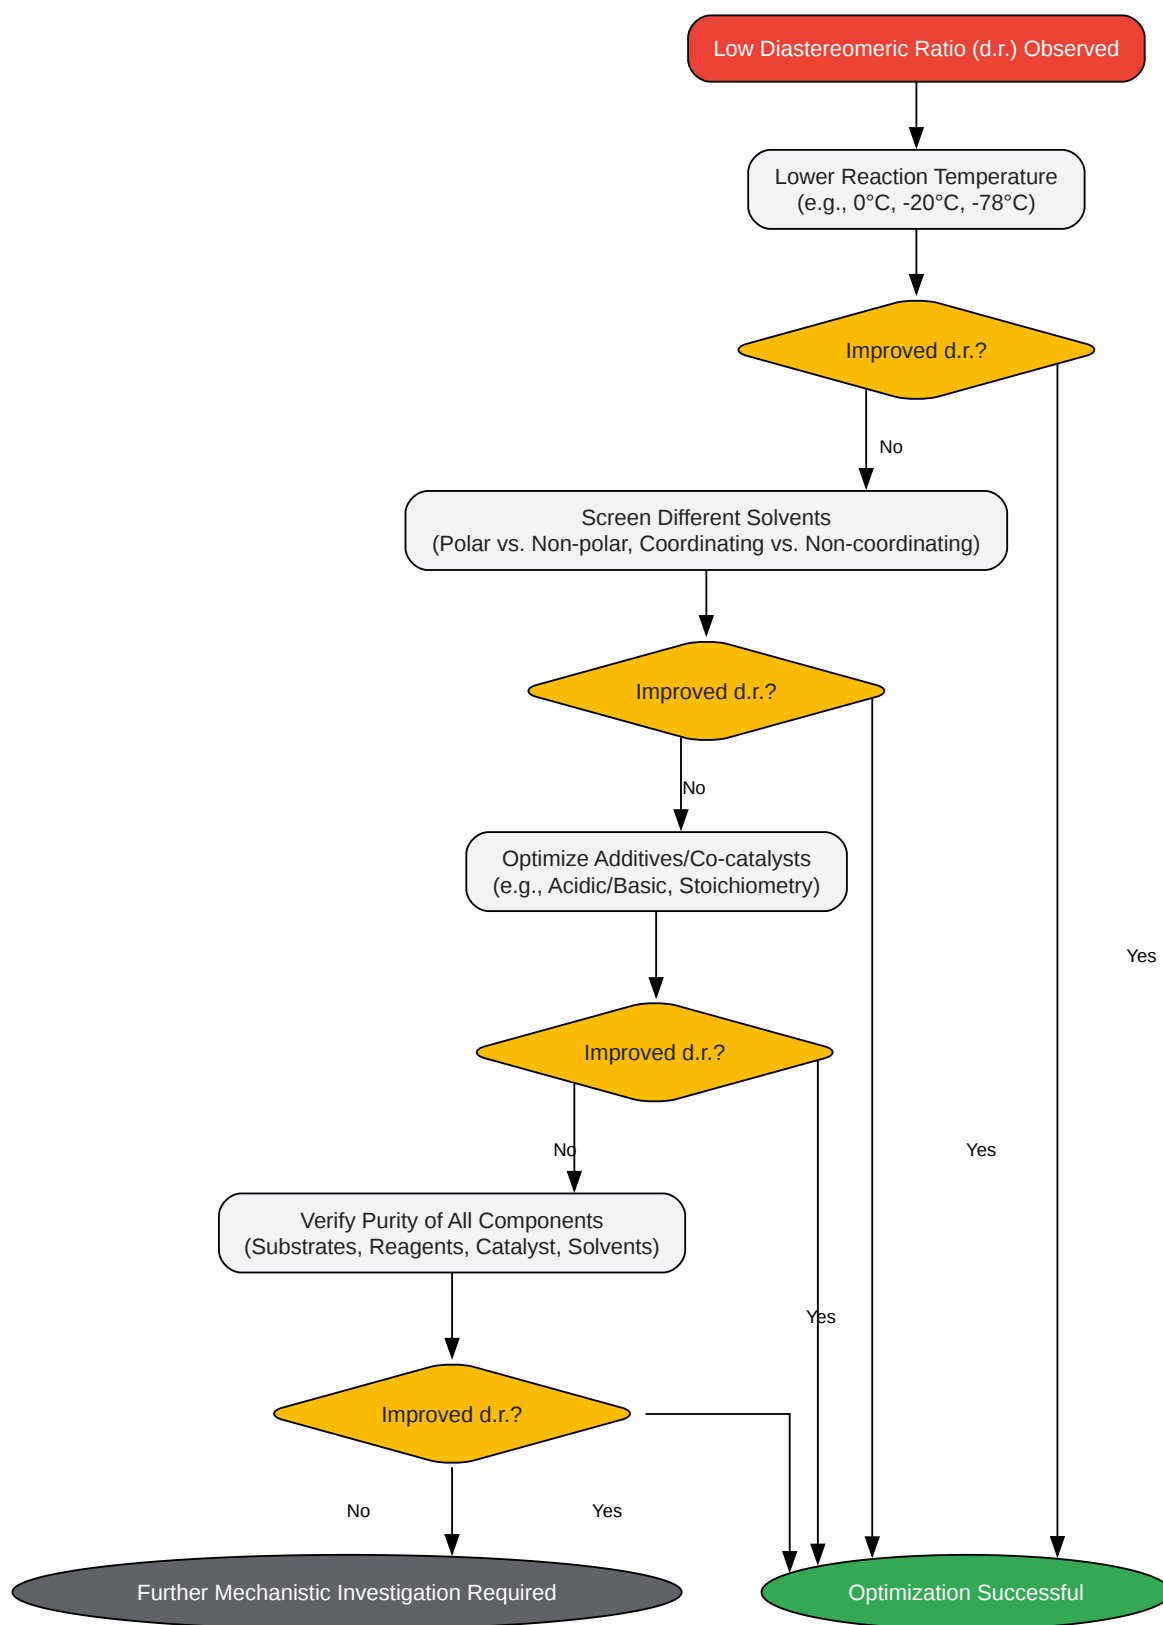 Low Diastereomeric Ratio (d.r.) Observed
Lower Reaction Temperature
(e.g., 0°C, -20°C, -78°C)
Improved d.r.?
No
Screen Different Solvents
(Polar vs. Non-polar, Coordinating vs. Non-coordinating)
Improved d.r.?
No
Optimize Additives/Co-catalysts
(e.g., Acidic/Basic, Stoichiometry)
Yes
Improved d.r.?
No
Yes
Verify Purity of All Components
(Substrates, Reagents, Catalyst, Solvents)
Yes
Improved d.r.?
No
Yes
Further Mechanistic Investigation Required
Optimization Successful